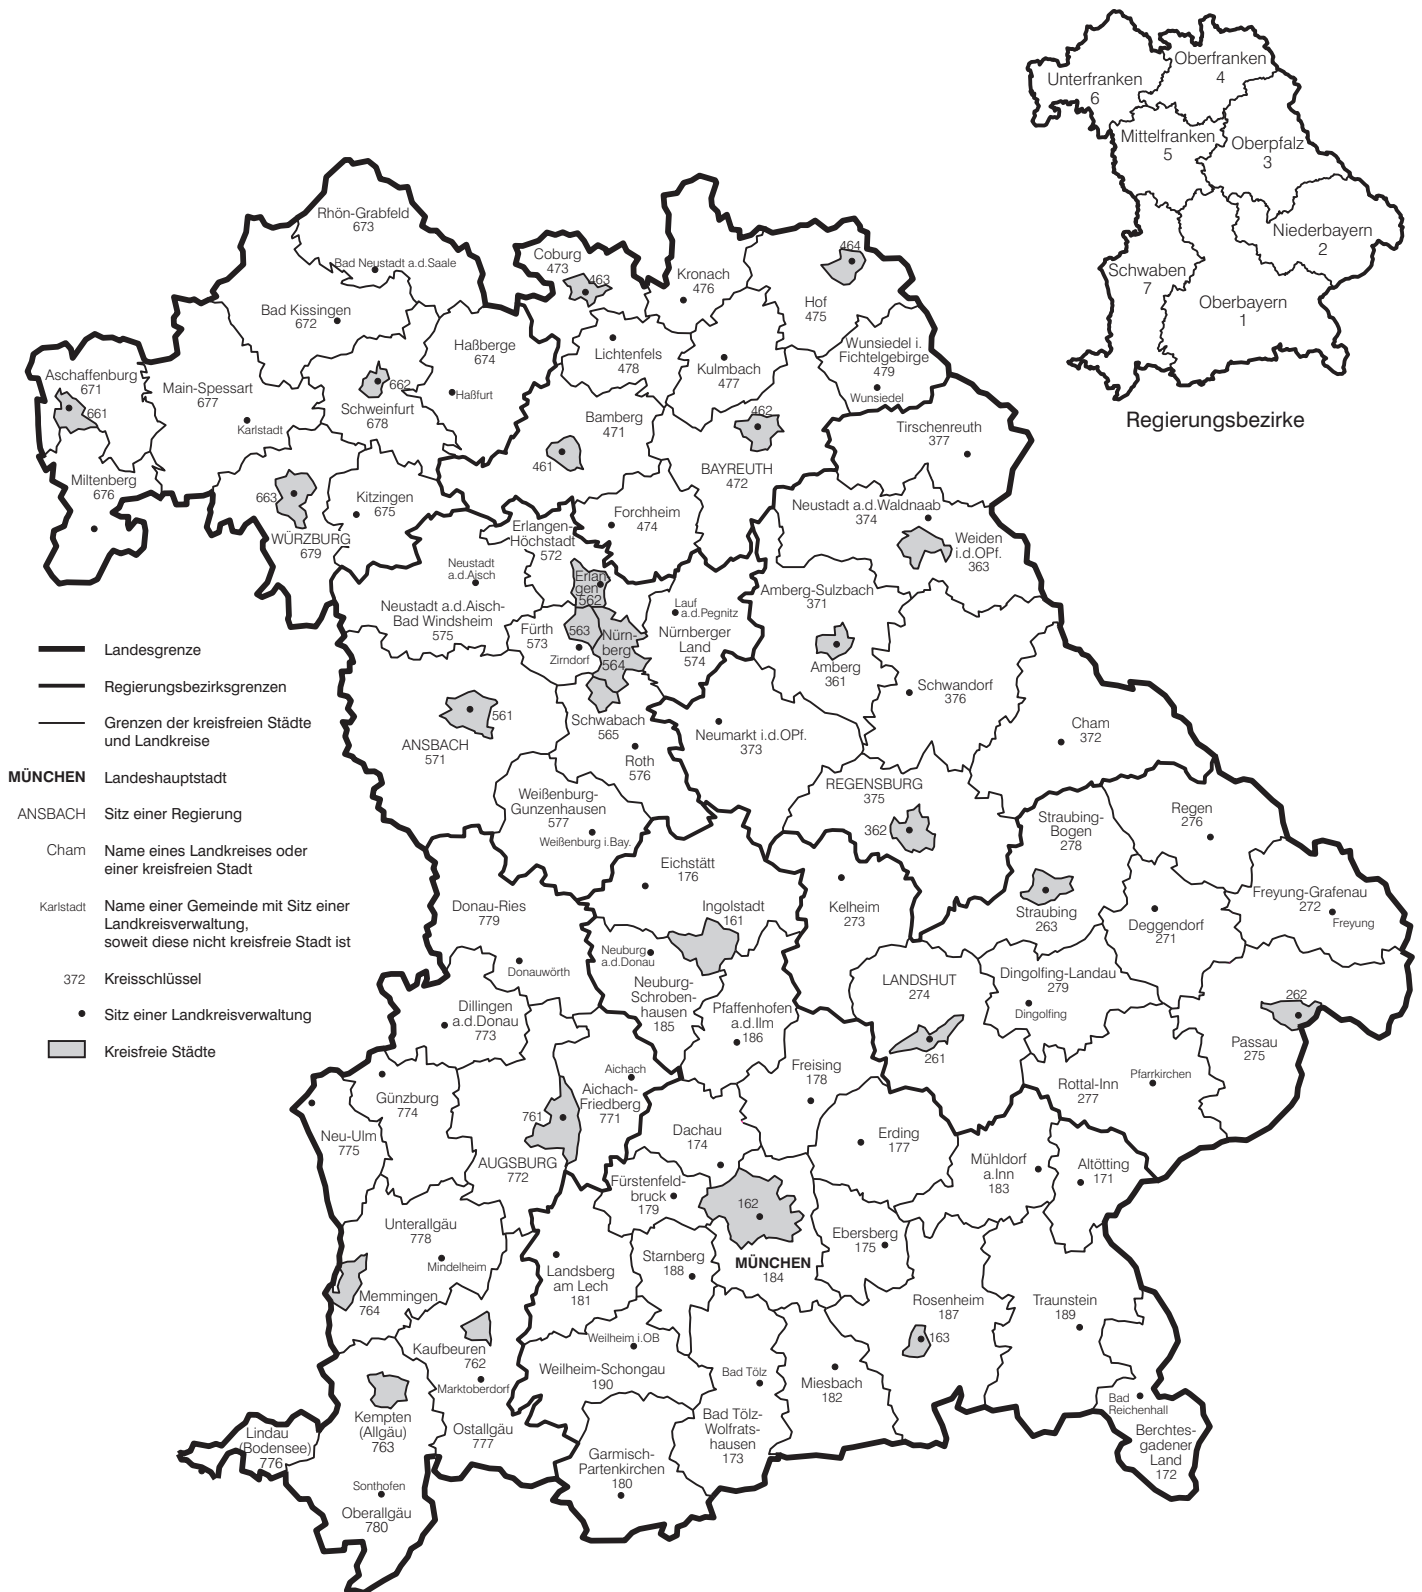 Oberfranken
4
Unterfranken
6
Mittelfranken
5
Oberpfalz
3
Niederbayern
2
Schwaben
7
Oberbayern
1
Regierungsbezirke
Rhön-Grabfeld
673
Bad Neustadt a.d.Saale
Coburg
473
463
Kronach
476
464
Hof
475
Bad Kissingen
672
Haßberge
674
Haßfurt
Lichtenfels
478
Kulmbach
477
Wunsiedel i.
Fichtelgebirge
479
Wunsiedel
Aschaffenburg
671
661
Main-Spessart
677
Karlstadt
662
Schweinfurt
678
Bamberg
471
461
462
BAYREUTH
472
Tirschenreuth
377
Miltenberg
676
663
WÜRZBURG
679
Kitzingen
675
Forchheim
474
Erlangen-
Höchstadt
572
Neustadt a.d.Waldnaab
374
Weiden
i.d.OPf.
363
Neustadt
a.d.Aisch
Neustadt a.d.Aisch-
Bad Windsheim
575
Erlan-
gen
562
Fürth
573
563
Zirndorf
Nürn-
berg
564
Lauf
a.d.Pegnitz
Nürnberger
Land
574
Amberg-Sulzbach
371
Amberg
361
Schwandorf
376
Cham
372
561
ANSBACH
571
Schwabach
565
Roth
576
Neumarkt i.d.OPf.
373
REGENSBURG
375
362
Weißenburg-
Gunzenhausen
577
Weißenburg i.Bay.
Straubing-
Bogen
278
Straubing
263
Regen
276
Landesgrenze
Regierungsbezirksgrenzen
Grenzen der kreisfreien Städte
und Landkreise
MÜNCHEN Landeshauptstadt
ANSBACH Sitz einer Regierung
Cham Name eines Landkreises oder
einer kreisfreien Stadt
Karlstadt Name einer Gemeinde mit Sitz einer
Landkreisverwaltung,
soweit diese nicht kreisfreie Stadt ist
372 Kreisschlüssel
Sitz einer Landkreisverwaltung
Kreisfreie Städte
Eichstätt
176
Ingolstadt
161
Kelheim
273
Deggendorf
271
Freyung-Grafenau
272
Freyung
Donau-Ries
779
Donauwörth
Neuburg
a.d.Donau
Neuburg-
Schroben-
hausen
185
Pfaffenhofen
a.d.Ilm
186
LANDSHUT
274
261
Dingolfing-Landau
279
Dingolfing
262
Passau
275
Dillingen
a.d.Donau
773
Aichach
Aichach-
Friedberg
771
Freising
178
Rottal-Inn
277
Pfarrkirchen
Günzburg
774
Neu-Ulm
775
761
AUGSBURG
772
Dachau
174
Erding
177
Mühldorf
a.Inn
183
Altötting
171
Fürstenfeld-
bruck
179
162
MÜNCHEN
184
Ebersberg
175
Unterallgäu
778
Mindelheim
Memmingen
764
Landsberg
am Lech
181
Starnberg
188
Rosenheim
187
163
Traunstein
189
Kaufbeuren
762
Marktoberdorf
Weilheim i.OB
Weilheim-Schongau
190
Bad Tölz
Bad Tölz-
Wolfrats-
hausen
173
Miesbach
182
Bad
Reichenhall
Berchtes-
gadener
Land
172
Kempten
(Allgäu)
763
Ostallgäu
777
Lindau
(Bodensee)
776
Sonthofen
Oberallgäu
780
Garmisch-
Partenkirchen
180